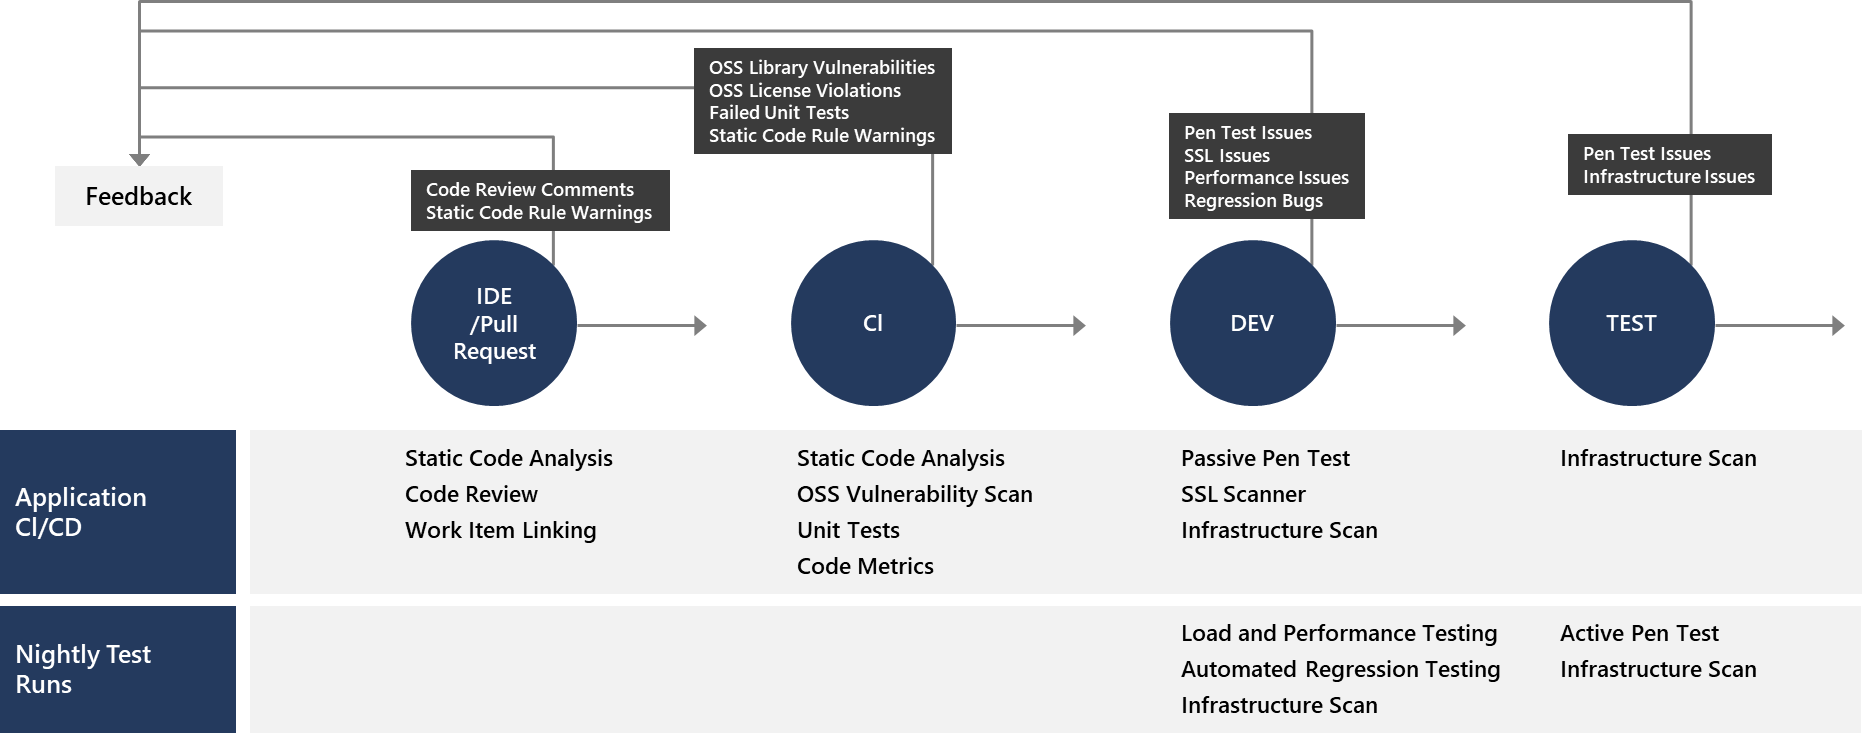 OSS Library Vulnerabilities
OSS License Violations
Failed Unit Tests
Static Code Rule Warnings
Pen Test Issues
SSL Issues
Performance Issues
Regression Bugs
Pen Test Issues
Infrastructure Issues
Feedback
Code Review Comments
Static Code Rule Warnings
IDE
/Pull
Request
CI
DEV
TEST
Application
CI/CD
Static Code Analysis
Code Review
Work Item Linking
Static Code Analysis
OSS Vulnerability Scan
Unit Tests
Code Metrics
Passive Pen Test
SSL Scanner
Infrastructure Scan
Infrastructure Scan
Nightly Test
Runs
Load and Performance Testing
Automated Regression Testing
Infrastructure Scan
Active Pen Test
Infrastructure Scan